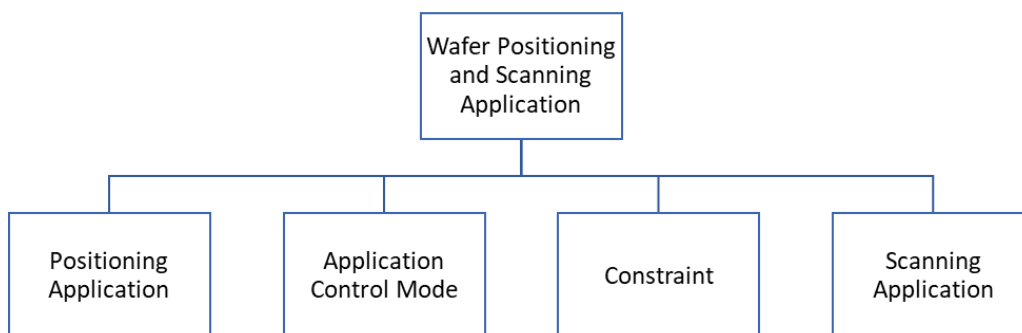 Wafer Positioning
and Scanning
Application
Positioning
Application
Application
Control Mode
Constraint
Scanning
Application